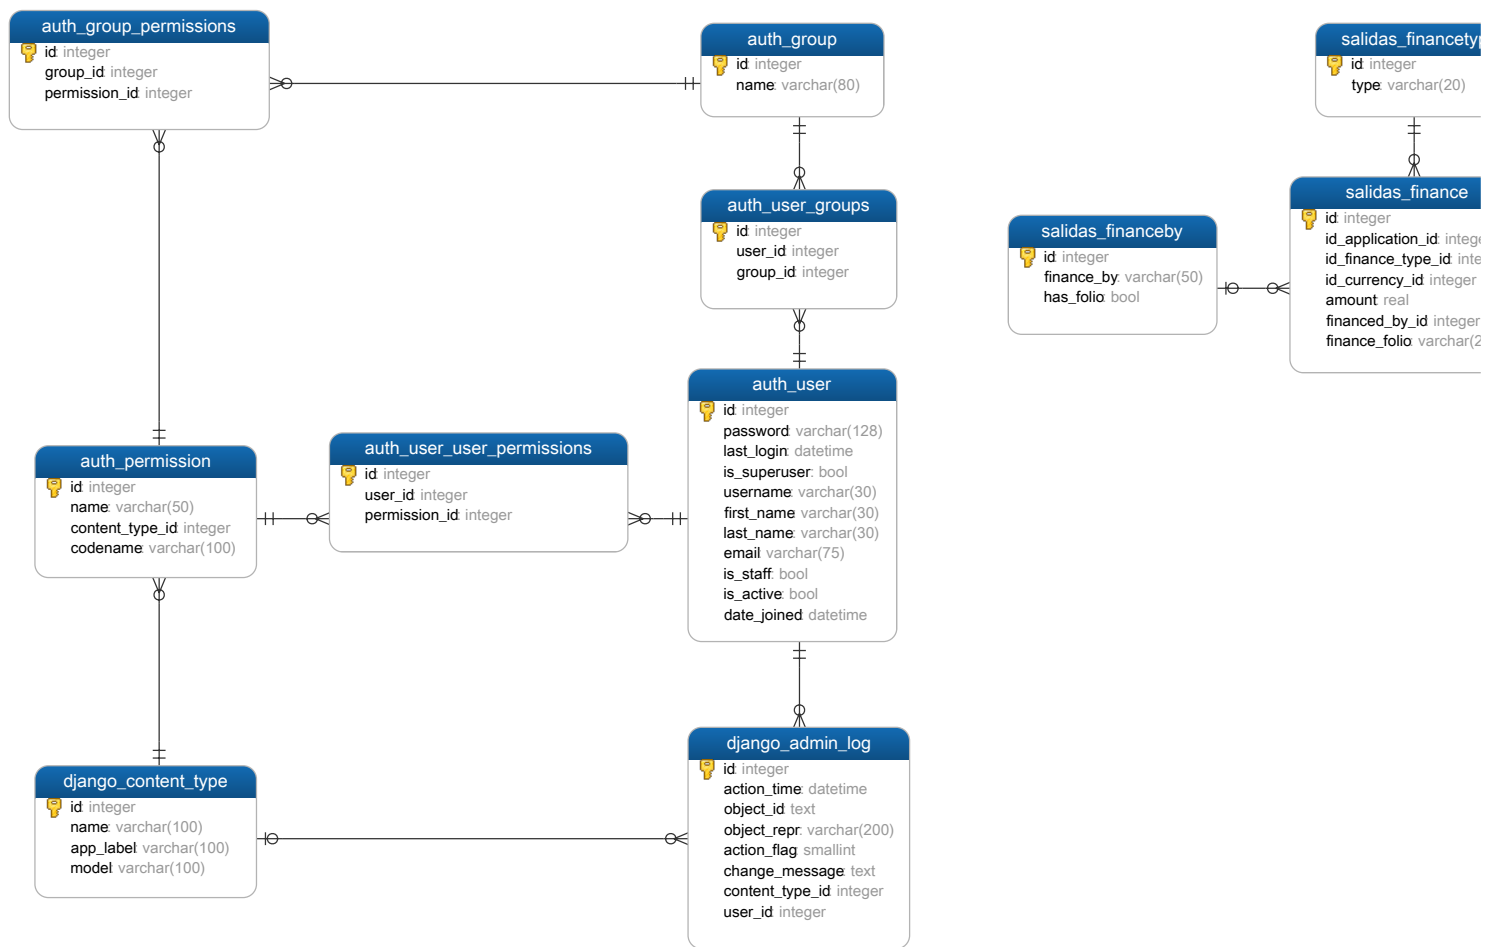 auth_group_permissions
id: integer
group_id: integer
permission_id: integer
auth_group
id: integer
name: varchar(80)
salidas_financety
id: integer
type: varchar(20)
auth_user_groups
id: integer
user_id: integer
group_id: integer
salidas_financeby
id: integer
finance_by: varchar(50)
has_folio: bool
salidas_finance
id: integer
id_application_id: intege
id_finance_type_id: inte
id_currency_id: integer
amount: real
financed_by_id: integer
finance_folio: varchar(2
auth_permission
id: integer
name: varchar(50)
content_type_id: integer
codename: varchar(100)
auth_user_user_permissions
id: integer
user_id: integer
permission_id: integer
auth_user
id: integer
password: varchar(128)
last_login: datetime
is_superuser: bool
username: varchar(30)
first_name: varchar(30)
last_name: varchar(30)
email: varchar(75)
is_staff: bool
is_active: bool
date_joined: datetime
django_content_type
id: integer
name: varchar(100)
app_label: varchar(100)
model: varchar(100)
django_admin_log
id: integer
action_time: datetime
object_id: text
object_repr: varchar(200)
action_flag: smallint
change_message: text
content_type_id: integer
user_id: integer